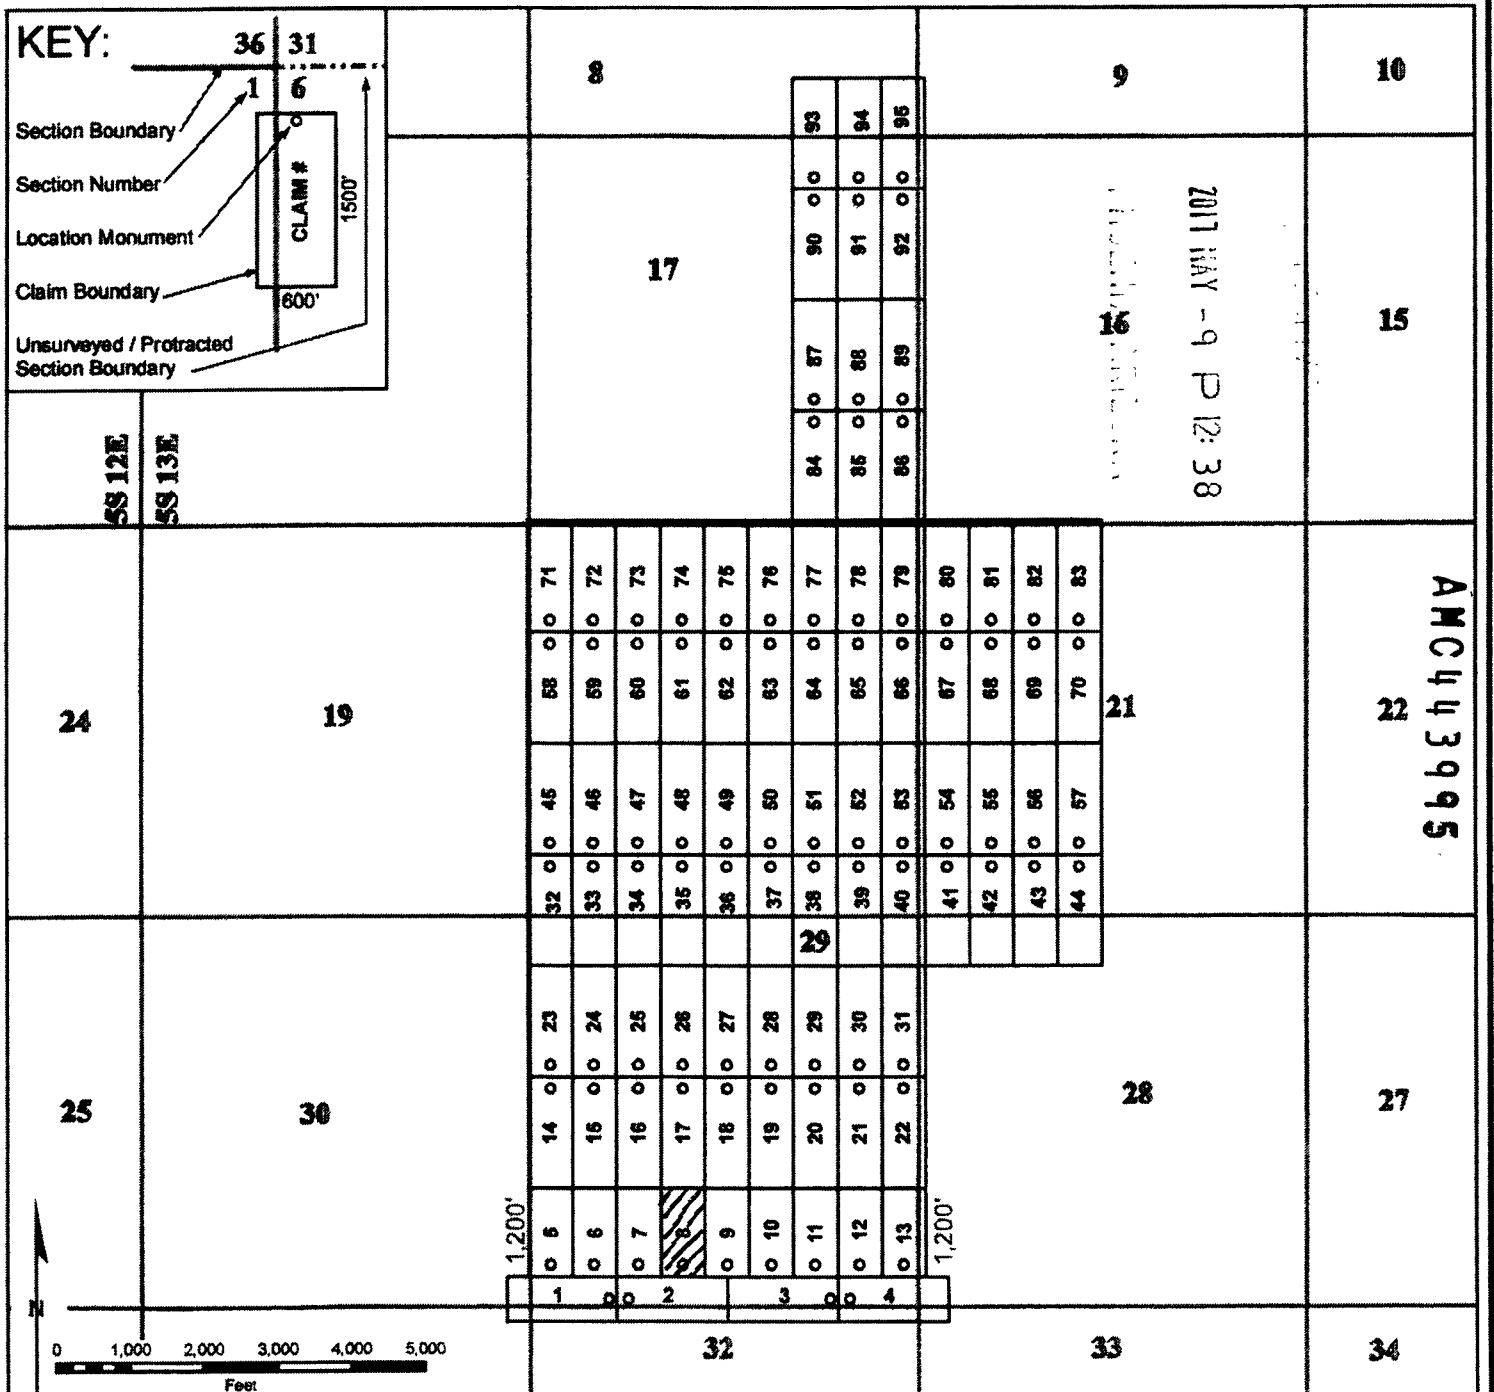 KEY:
36 31
1 6
Section Boundary
Section Number
Location Monument
Claim Boundary
Unsurveyed / Protracted
Section Boundary
CLAIM #
1500'
600'
8 9 10
93 94 95
17 16 15
90 91 92
87 88 89
84 85 86
2017 MAY -9 P 12: 38
5S 12E
5S 13E
71 72 73 74 75 76 77 78 79 80 81 82 83
58 59 60 61 62 63 64 65 66 67 68 69 70
24 19 21 22
AMC443995
45 46 47 48 49 50 51 52 53 54 55 56 57
32 33 34 35 36 37 38 39 40 41 42 43 44
29
23 24 25 26 27 28 29 30 31
25 30 28 27
14 15 16 17 18 19 20 21 22
1,200' 5 6 7 8 9 10 11 12 13 1,200'
1 2 3 4
N
32 33 34
0 1,000 2,000 3,000 4,000 5,000
Feet